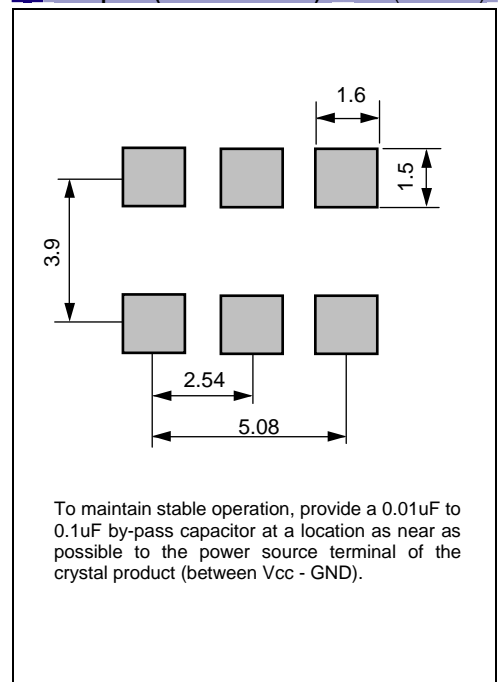 1.6
1.5
3.9
2.54
5.08
To maintain stable operation, provide a 0.01uF to
0.1uF by-pass capacitor at a location as near as
possible to the power source terminal of the
crystal product (between Vcc - GND).